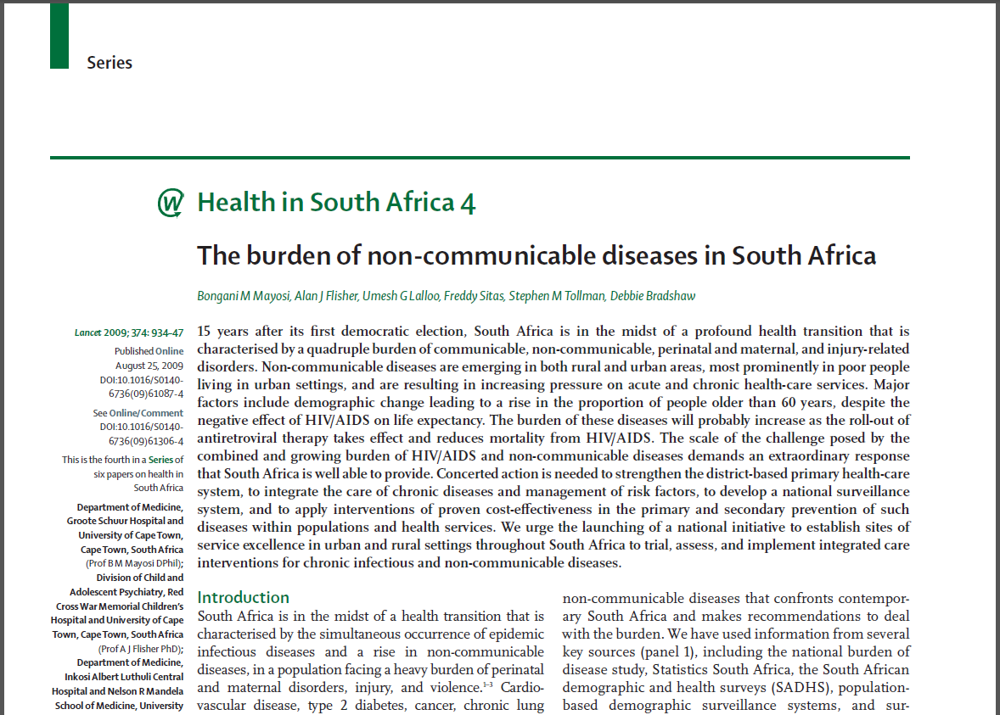 Series
W
Health in South Africa 4
The burden of non-communicable diseases in South Africa
Bongani M Mayosi, Alan J Flisher, Umesh G Lalloo, Freddy Sitas, Stephen M Tollman, Debbie Bradshaw
Lancet 2009; 374: 934–47
Published Online
August 25, 2009
DOI:10.1016/S0140-
6736(09)61087-4
See Online/Comment
DOI:10.1016/S0140-
6736(09)61306-4
This is the fourth in a Series of
six papers on health in
South Africa
Department of Medicine,
Groote Schuur Hospital and
University of Cape Town,
Cape Town, South Africa
(Prof B M Mayosi DPhil);
Division of Child and
Adolescent Psychiatry, Red
Cross War Memorial Children's
Hospital and University of Cape
Town, Cape Town, South Africa
(Prof A J Flisher PhD);
Department of Medicine,
Inkosi Albert Luthuli Central
Hospital and Nelson R Mandela
School of Medicine, University
15 years after its first democratic election, South Africa is in the midst of a profound health transition that is
characterised by a quadruple burden of communicable, non-communicable, perinatal and maternal, and injury-related
disorders. Non-communicable diseases are emerging in both rural and urban areas, most prominently in poor people
living in urban settings, and are resulting in increasing pressure on acute and chronic health-care services. Major
factors include demographic change leading to a rise in the proportion of people older than 60 years, despite the
negative effect of HIV/AIDS on life expectancy. The burden of these diseases will probably increase as the roll-out of
antiretroviral therapy takes effect and reduces mortality from HIV/AIDS. The scale of the challenge posed by the
combined and growing burden of HIV/AIDS and non-communicable diseases demands an extraordinary response
that South Africa is well able to provide. Concerted action is needed to strengthen the district-based primary health-care
system, to integrate the care of chronic diseases and management of risk factors, to develop a national surveillance
system, and to apply interventions of proven cost-effectiveness in the primary and secondary prevention of such
diseases within populations and health services. We urge the launching of a national initiative to establish sites of
service excellence in urban and rural settings throughout South Africa to trial, assess, and implement integrated care
interventions for chronic infectious and non-communicable diseases.
Introduction
South Africa is in the midst of a health transition that is
characterised by the simultaneous occurrence of epidemic
infectious diseases and a rise in non-communicable
diseases, in a population facing a heavy burden of perinatal
and maternal disorders, injury, and violence.1–3 Cardio-
vascular disease, type 2 diabetes, cancer, chronic lung
non-communicable diseases that confronts contempor-
ary South Africa and makes recommendations to deal
with the burden. We have used information from several
key sources (panel 1), including the national burden of
disease study, Statistics South Africa, the South African
demographic and health surveys (SADHS), population-
based demographic surveillance systems, and sur-